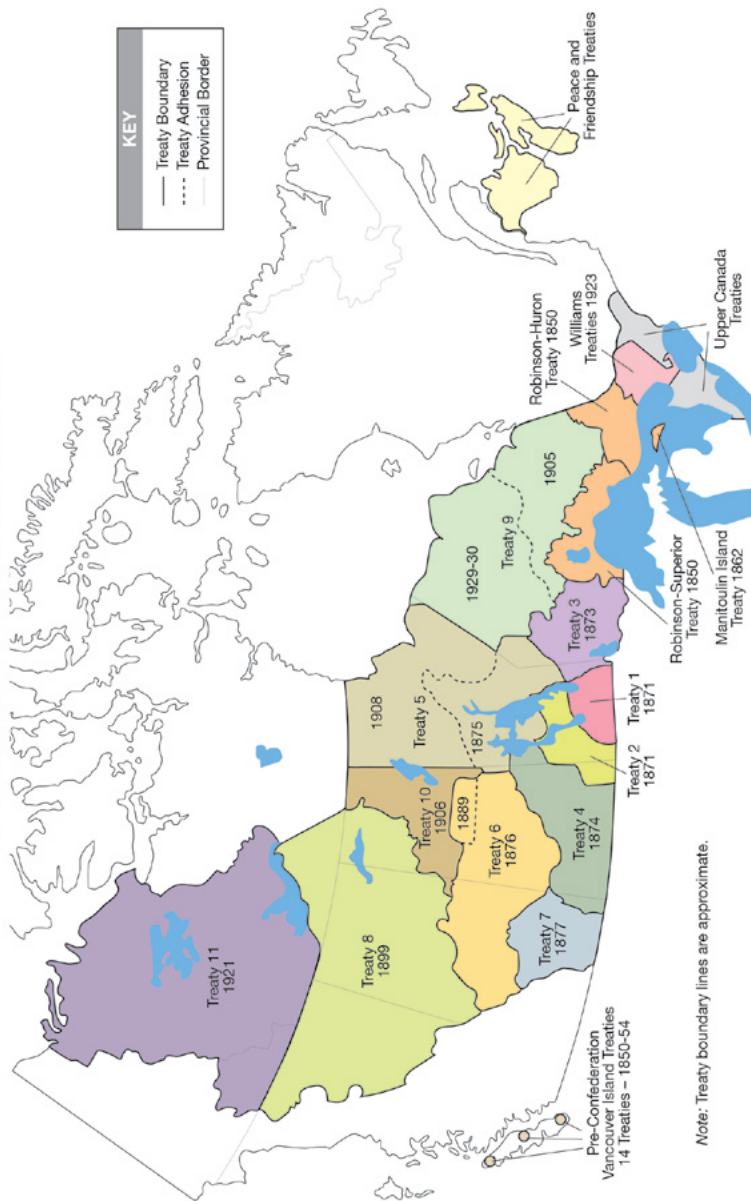 KEY
Treaty Boundary
Treaty Adhesion
Provincial Border
Treaty 11
1921
Treaty 8
1899
Treaty 10
1906
1889
Treaty 6
1876
Treaty 7
1877
Treaty 4
1874
1908
Treaty 5
1875
Treaty 2
1871
Treaty 1
1871
Treaty 3
1873
1929-30
Treaty 9
1905
Robinson-Superior
Treaty 1850
Robinson-Huron
Treaty 1850
Manitoulin Island
Treaty 1862
Williams
Treaties 1923
Upper Canada
Treaties
Peace and
Friendship Treaties
Pre-Confederation
Vancouver Island Treaties
14 Treaties – 1850-54
Note: Treaty boundary lines are approximate.